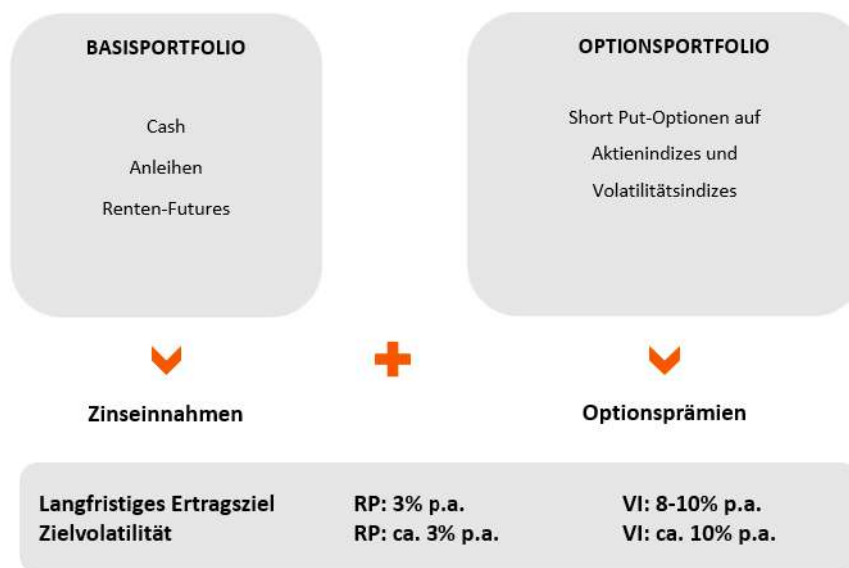 BASISPORTFOLIO
Cash
Anleihen
Renten-Futures
OPTIONSPORTFOLIO
Short Put-Optionen auf
Aktienindizes und
Volatilitätsindizes
Zinseinnahmen
Optionsprämien
Langfristiges Ertragsziel RP: 3% p.a. VI: 8-10% p.a.
Zielvolatilität RP: ca. 3% p.a. VI: ca. 10% p.a.